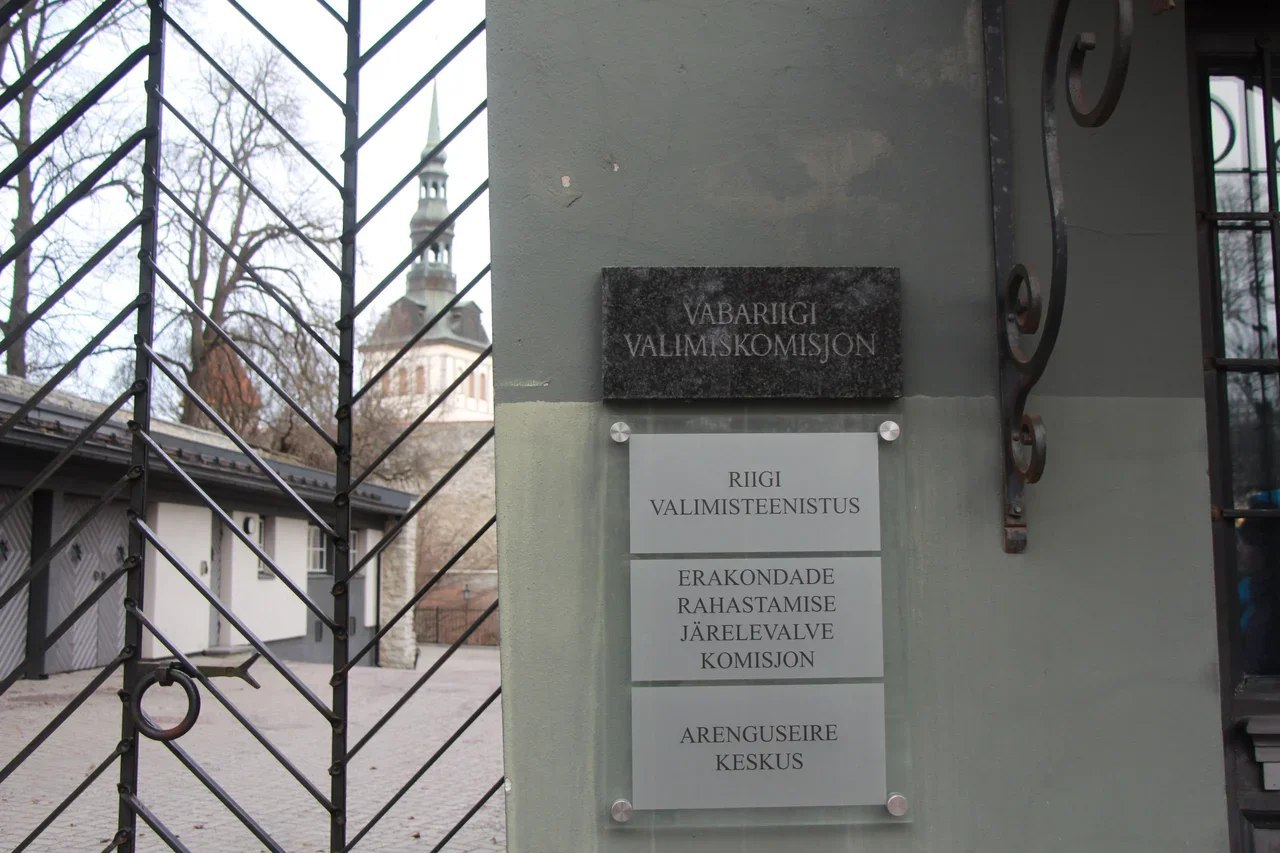 VABARIIGI
VALIMISKOMISJON
RIIGI
VALIMISTEENISTUS
ERAKONDADE
RAHASTAMISE
JÄRELEVALVE
KOMISJON
ARENGUSEIRE
KESKUS